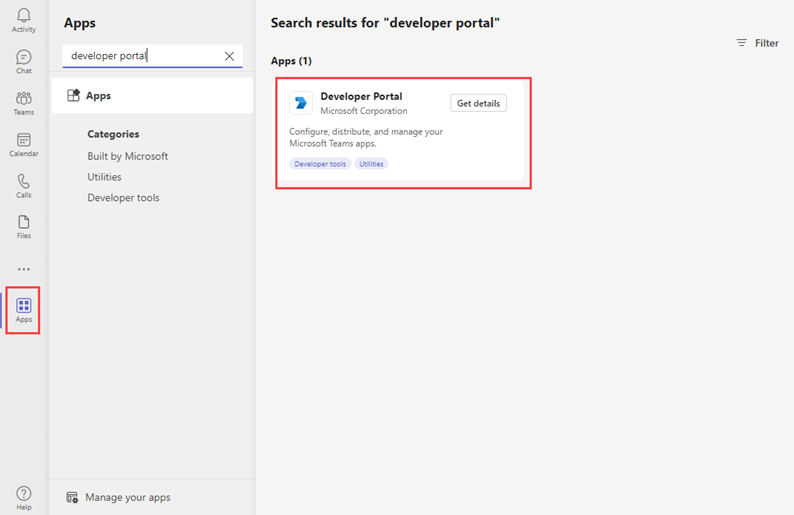 Activity
Chat
Teams
Calendar
Calls
Files
Apps
Help
Apps
developer portal
Apps
Categories
Built by Microsoft
Utilities
Developer tools
Manage your apps
Search results for "developer portal"
Filter
Apps (1)
Developer Portal
Microsoft Corporation
Get details
Configure, distribute, and manage your
Microsoft Teams apps.
Developer tools Utilities